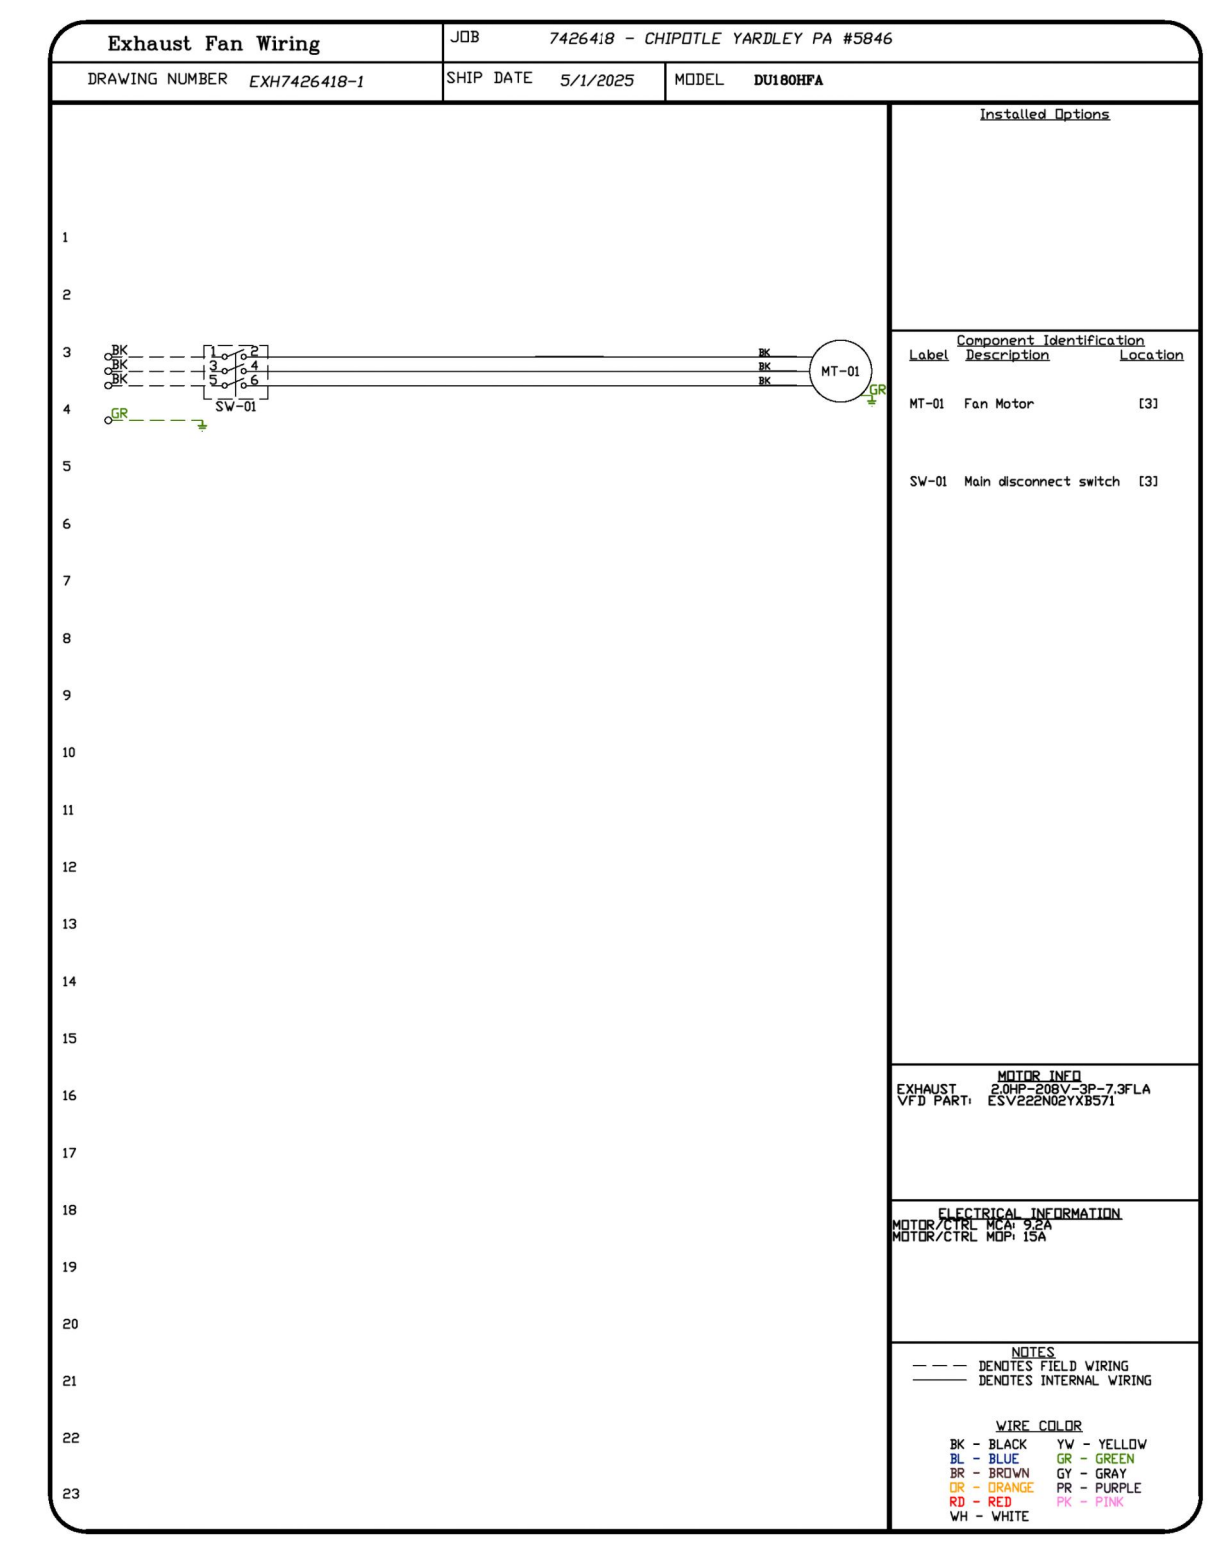 Exhaust Fan Wiring
JOB 7426418 - CHIPOTLE YARDLEY PA #5846
DRAWING NUMBER EXH7426418-1
SHIP DATE 5/1/2025
MODEL DU180HFA
Installed Options
1
2
3
BK 1 2 BK
BK 3 4 BK
BK 5 6 BK
MT-01
GR
SW-01
4
GR
5
6
7
8
9
10
11
12
13
14
15
16
17
18
19
20
21
22
23
Component Identification
Label Description Location
MT-01 Fan Motor [3]
SW-01 Main disconnect switch [3]
MOTOR INFO
EXHAUST 2.0HP-208V-3P-7.3FLA
VFD PART: ESV222N02YXB571
ELECTRICAL INFORMATION
MOTOR/CTRL MCA: 9.2A
MOTOR/CTRL MOP: 15A
NOTES
DENOTES FIELD WIRING
DENOTES INTERNAL WIRING
WIRE COLOR
BK - BLACK YW - YELLOW
BL - BLUE GR - GREEN
BR - BROWN GY - GRAY
OR - ORANGE PR - PURPLE
RD - RED PK - PINK
WH - WHITE